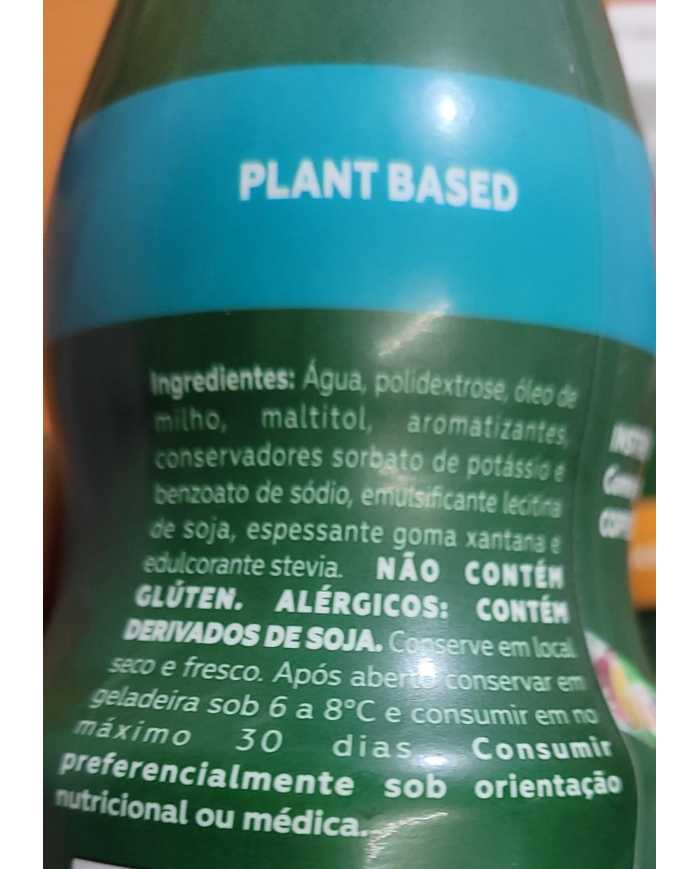 PLANT BASED
Ingredientes: Água, polidextrose, óleo de
milho, maltitol, aromatizantes,
conservadores sorbato de potássio e
benzoato de sódio, emulsificante lecitina
de soja, espessante goma xantana e
edulcorante stevia. NÃO CONTÉM
GLÚTEN. ALÉRGICOS: CONTÉM
DERIVADOS DE SOJA. Conserve em local
seco e fresco. Após aberto conservar em
geladeira sob 6 a 8°C e consumir em no
máximo 30 dias. Consumir
preferencialmente sob orientação
nutricional ou médica.